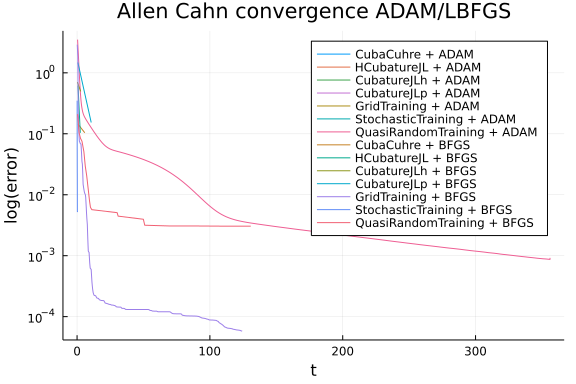 Allen Cahn convergence ADAM/LBFGS
log(error)
10⁰
10⁻¹
10⁻²
10⁻³
10⁻⁴
CubaCuhre + ADAM
HCubatureJL + ADAM
CubatureJLh + ADAM
CubatureJLp + ADAM
GridTraining + ADAM
StochasticTraining + ADAM
QuasiRandomTraining + ADAM
CubaCuhre + BFGS
HCubatureJL + BFGS
CubatureJLh + BFGS
CubatureJLp + BFGS
GridTraining + BFGS
StochasticTraining + BFGS
QuasiRandomTraining + BFGS
0 100 200 300
t